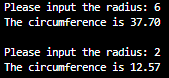 Please input the radius: 6
The circumference is 37.70
Please input the radius: 2
The circumference is 12.57